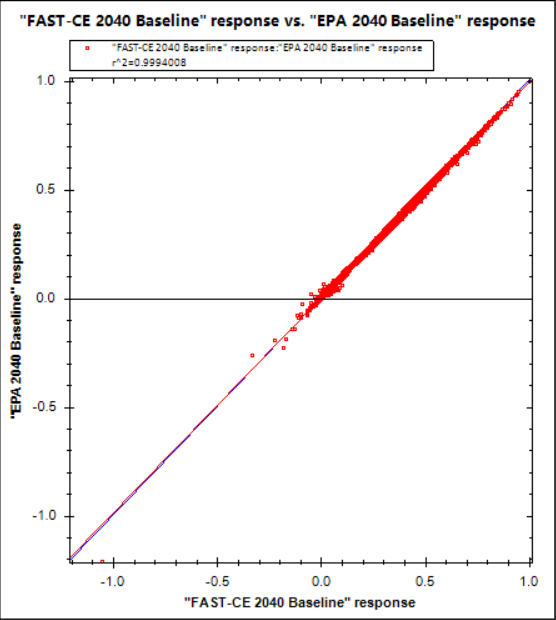 "FAST-CE 2040 Baseline" response vs. "EPA 2040 Baseline" response
"FAST-CE 2040 Baseline" response:"EPA 2040 Baseline" response
r^2=0.9994008
1.0
0.5
0.0
-0.5
-1.0
"EPA 2040 Baseline" response
-1.0 -0.5 0.0 0.5 1.0
"FAST-CE 2040 Baseline" response